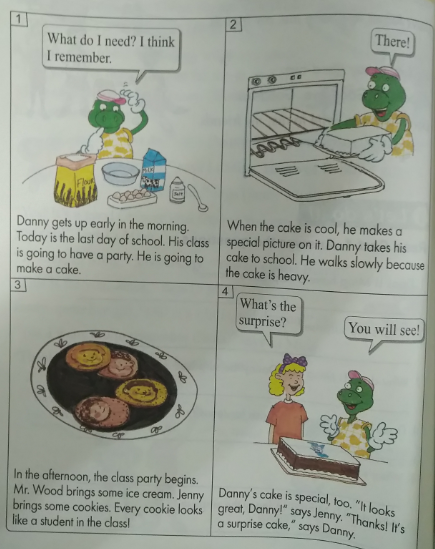 1
What do I need? I think
I remember.
FLOUR
Danny gets up early in the morning.
Today is the last day of school. His class
is going to have a party. He is going to
make a cake.
2
There!
When the cake is cool, he makes a
special picture on it. Danny takes his
cake to school. He walks slowly because
the cake is heavy.
3
In the afternoon, the class party begins.
Mr. Wood brings some ice cream. Jenny
brings some cookies. Every cookie looks
like a student in the class!
4
What's the
surprise?
You will see!
Danny's cake is special, too. "It looks
great, Danny!" says Jenny. "Thanks! It's
a surprise cake," says Danny.